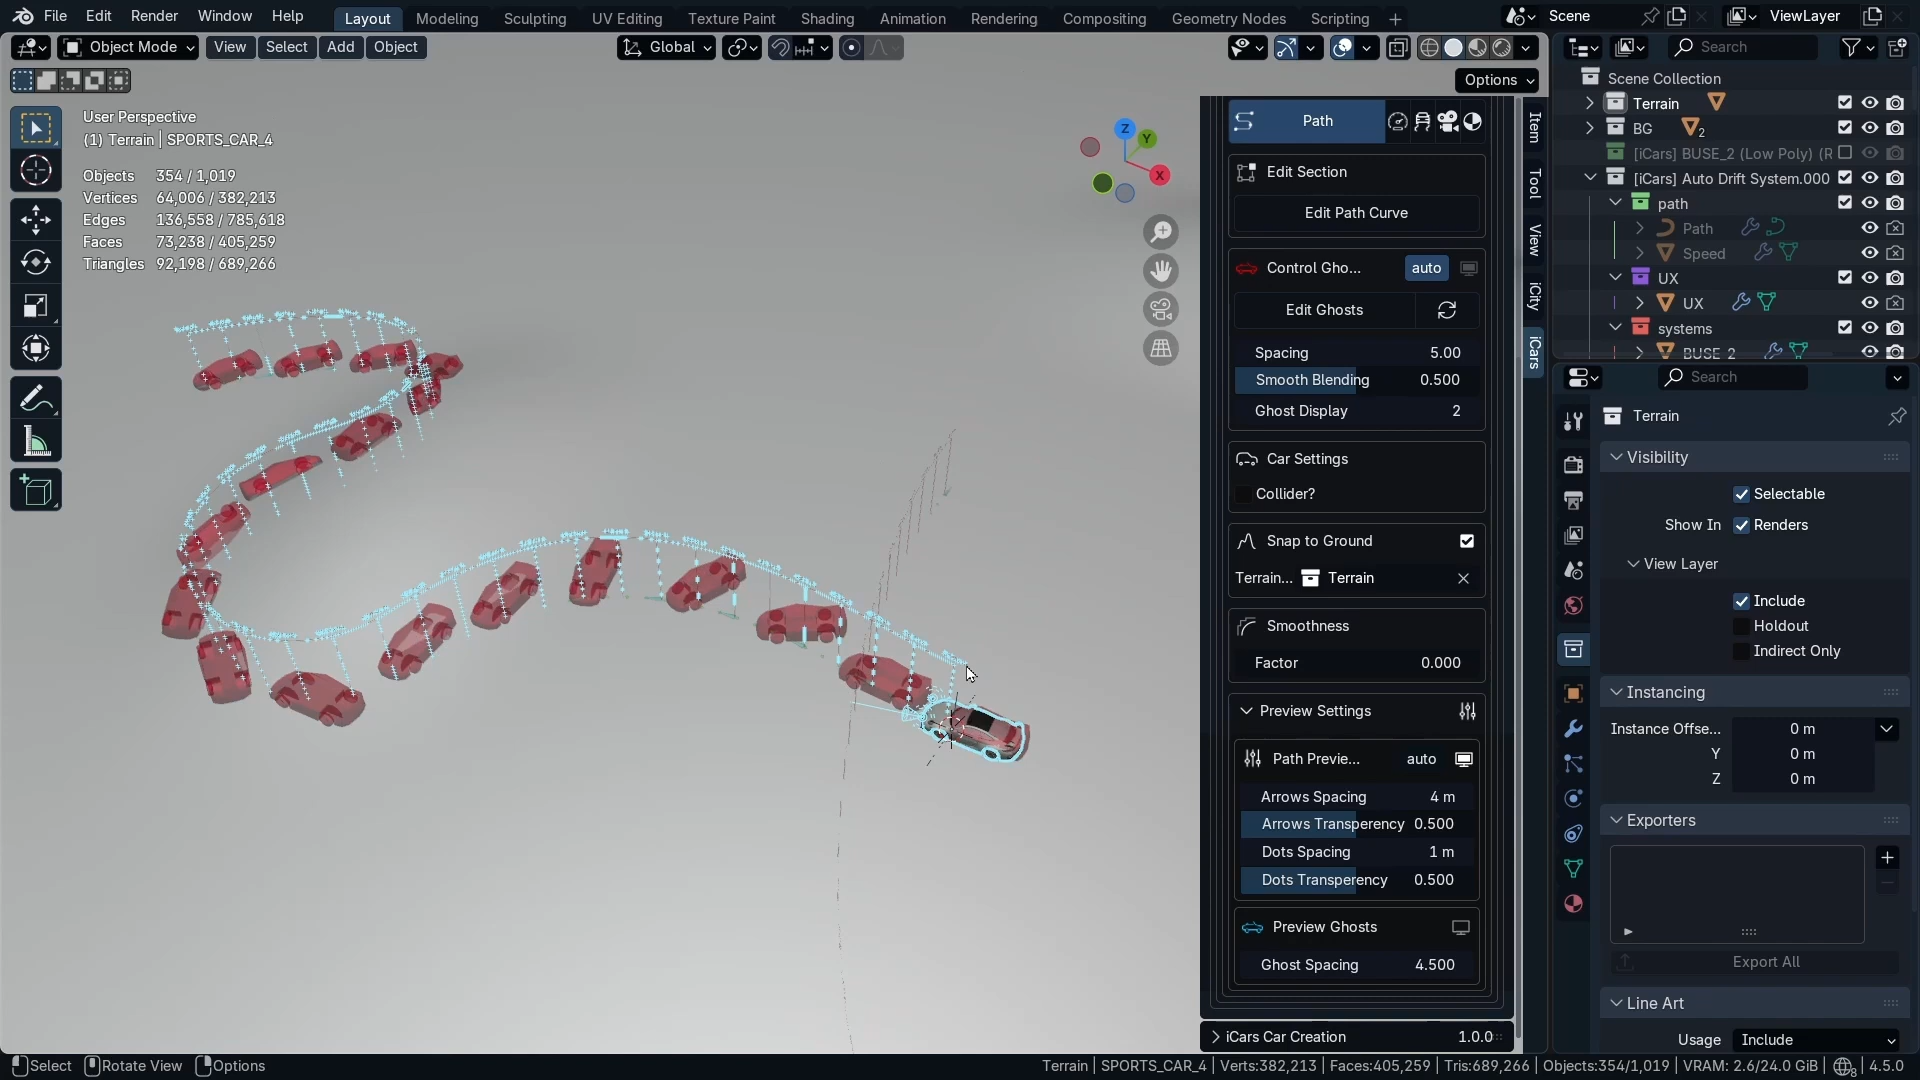 File Edit Render Window Help Layout Modeling Sculpting UV Editing Texture Paint Shading Animation Rendering Compositing Geometry Nodes Scripting + Scene ViewLayer
Object Mode View Select Add Object Global Search
Options
User Perspective
(1) Terrain | SPORTS_CAR_4
Objects 354 / 1,019
Vertices 64,006 / 382,213
Edges 136,558 / 785,618
Faces 73,238 / 405,259
Triangles 92,198 / 689,266
Z
Y
X
Path
Edit Section
Edit Path Curve
Control Gho... auto
Edit Ghosts
Spacing 5.00
Smooth Blending 0.500
Ghost Display 2
Car Settings
Collider?
Snap to Ground
Terrain... Terrain
Smoothness
Factor 0.000
Preview Settings
Path Previe... auto
Arrows Spacing 4 m
Arrows Transperency 0.500
Dots Spacing 1 m
Dots Transperency 0.500
Preview Ghosts
Ghost Spacing 4.500
iCars Car Creation 1.0.0
Item
Tool
View
iCity
iCars
Scene Collection
Terrain
BG 2
[iCars] BUSE_2 (Low Poly) (R
[iCars] Auto Drift System.000
path
Path
Speed
UX
UX
systems
BUSE_2
Search
Terrain
Visibility
Selectable
Show In Renders
View Layer
Include
Holdout
Indirect Only
Instancing
Instance Offse... 0 m
Y 0 m
Z 0 m
Exporters
Export All
Line Art
Usage Include
Select Rotate View Options Terrain | SPORTS_CAR_4 | Verts:382,213 | Faces:405,259 | Tris:689,266 | Objects:354/1,019 | VRAM: 2.6/24.0 GiB | 8 | 4.5.0